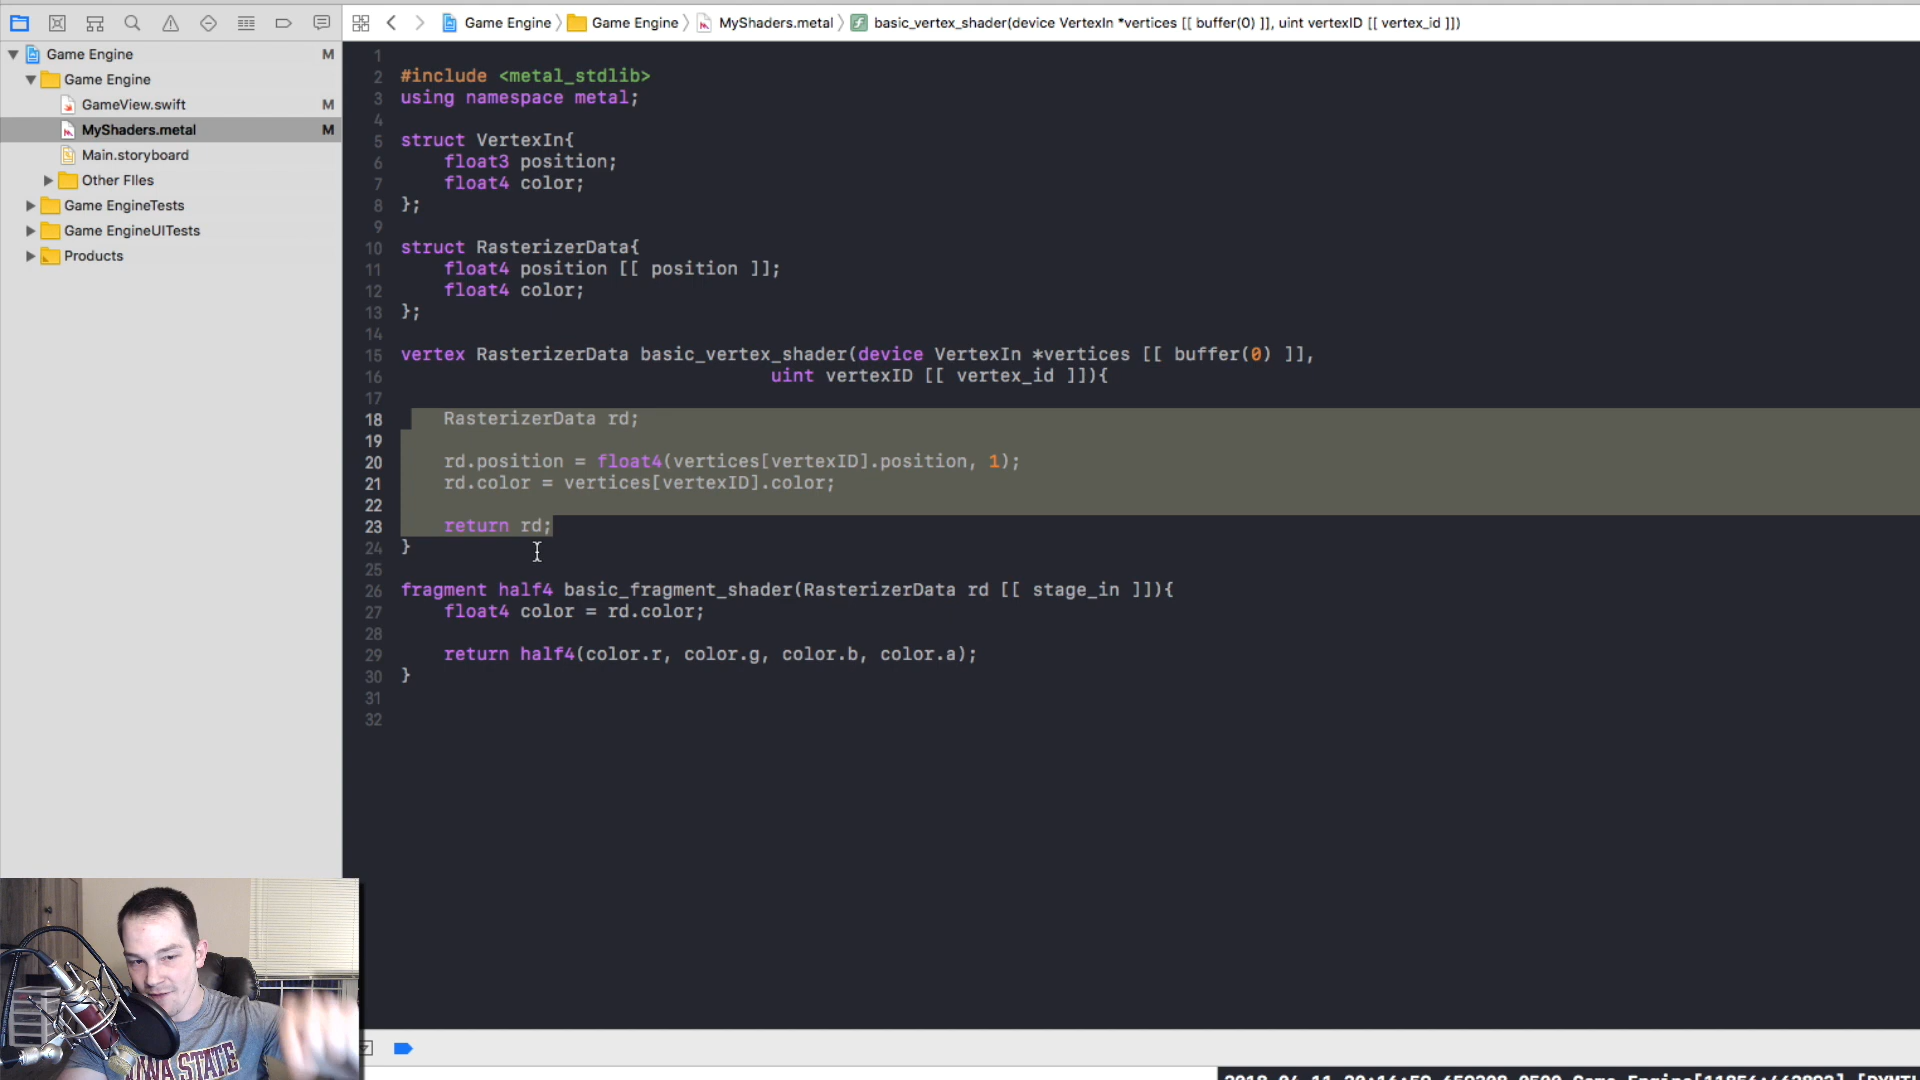 Game Engine M
Game Engine
GameView.swift M
MyShaders.metal M
Main.storyboard
Other FIles
Game EngineTests
Game EngineUITests
Products
Game Engine Game Engine MyShaders.metal basic_vertex_shader(device VertexIn *vertices [[ buffer(0) ]], uint vertexID [[ vertex_id ]])
1
2 #include <metal_stdlib>
3 using namespace metal;
4
5 struct VertexIn{
6 float3 position;
7 float4 color;
8 };
9
10 struct RasterizerData{
11 float4 position [[ position ]];
12 float4 color;
13 };
14
15 vertex RasterizerData basic_vertex_shader(device VertexIn *vertices [[ buffer(0) ]],
16 uint vertexID [[ vertex_id ]]){
17
18 RasterizerData rd;
19
20 rd.position = float4(vertices[vertexID].position, 1);
21 rd.color = vertices[vertexID].color;
22
23 return rd;
24 }
25
26 fragment half4 basic_fragment_shader(RasterizerData rd [[ stage_in ]]){
27 float4 color = rd.color;
28
29 return half4(color.r, color.g, color.b, color.a);
30 }
31
32
STATE